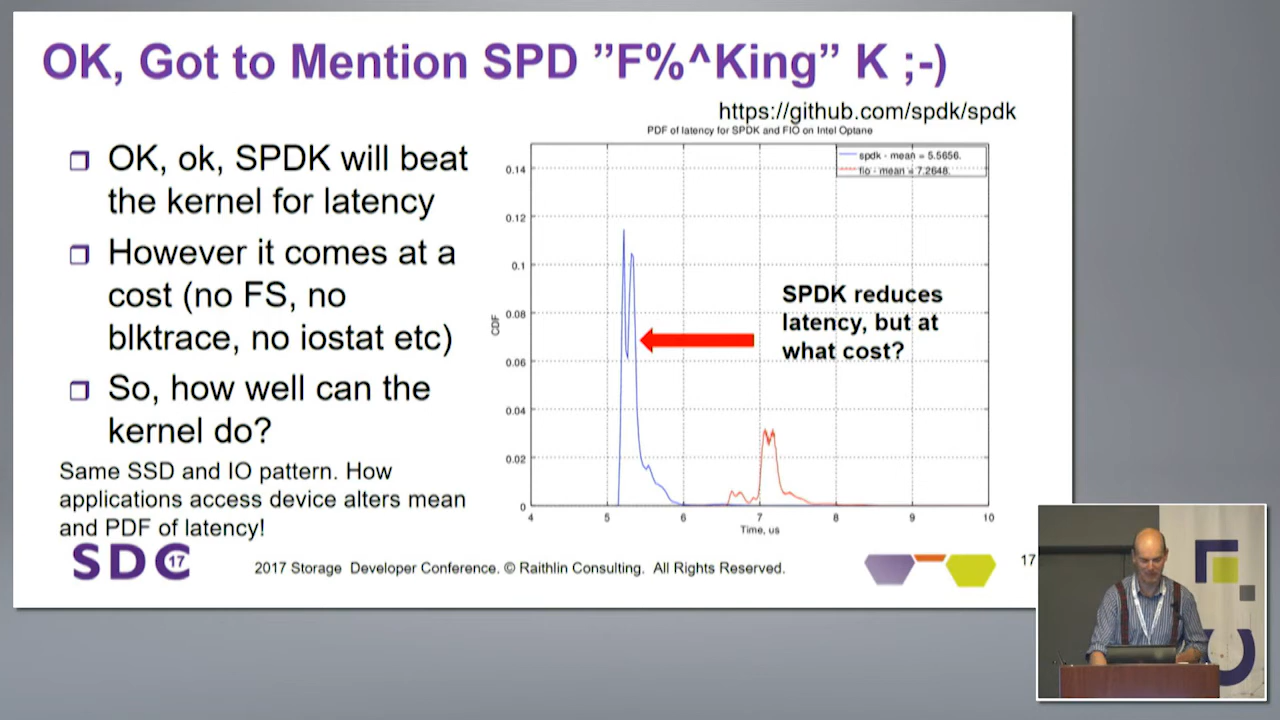 OK, Got to Mention SPD ”F%^King” K ;-)
https://github.com/spdk/spdk
OK, ok, SPDK will beat
the kernel for latency
However it comes at a
cost (no FS, no
blktrace, no iostat etc)
So, how well can the
kernel do?
Same SSD and IO pattern. How
applications access device alters mean
and PDF of latency!
PDF of latency for SPDK and FIO on Intel Optane
spdk - mean = 5.5656.
fio - mean = 7.2648.
0.14
0.12
0.1
0.08
0.06
0.04
0.02
0
CDF
4 5 6 7 8 9 10
Time, us
SPDK reduces
latency, but at
what cost?
SDC 17
2017 Storage Developer Conference. © Raithlin Consulting. All Rights Reserved.
17